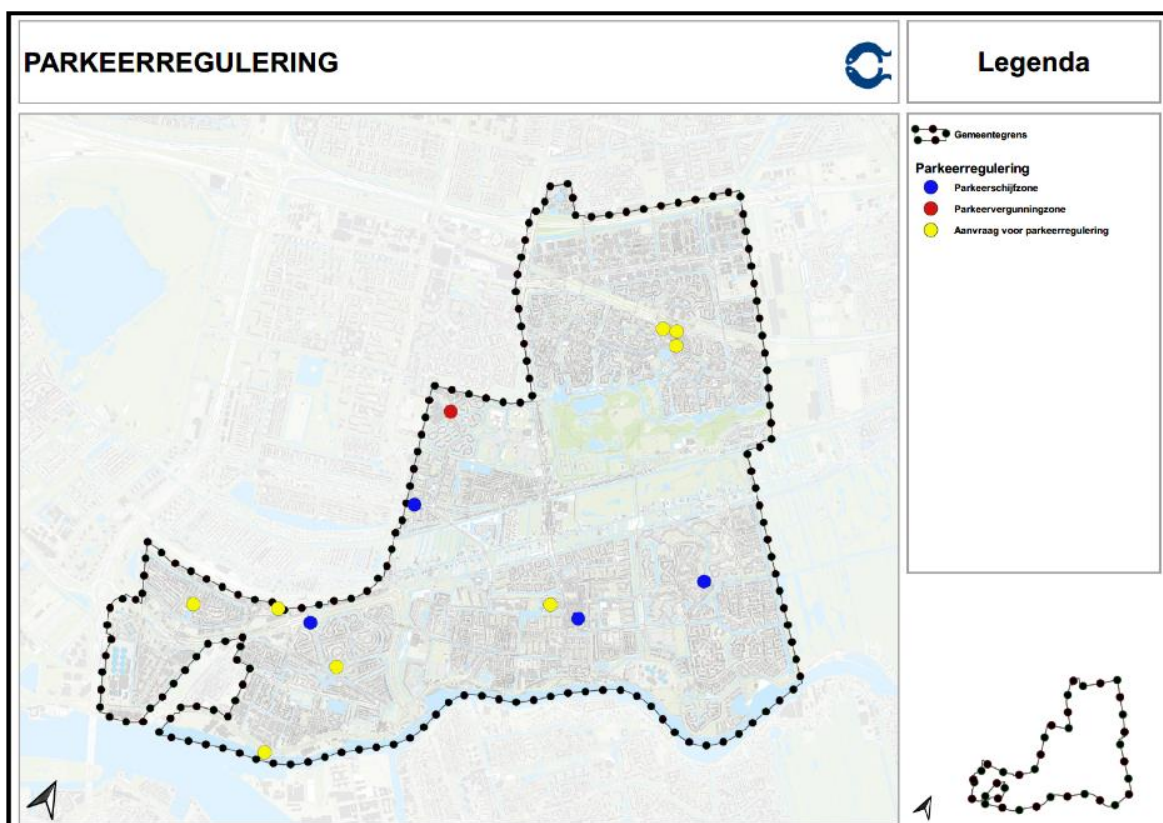 PARKEERREGULERING
Legenda
Gemeentegrens
Parkeerregulering
Parkeerschijfzone
Parkeervergunningzone
Aanvraag voor parkeerregulering